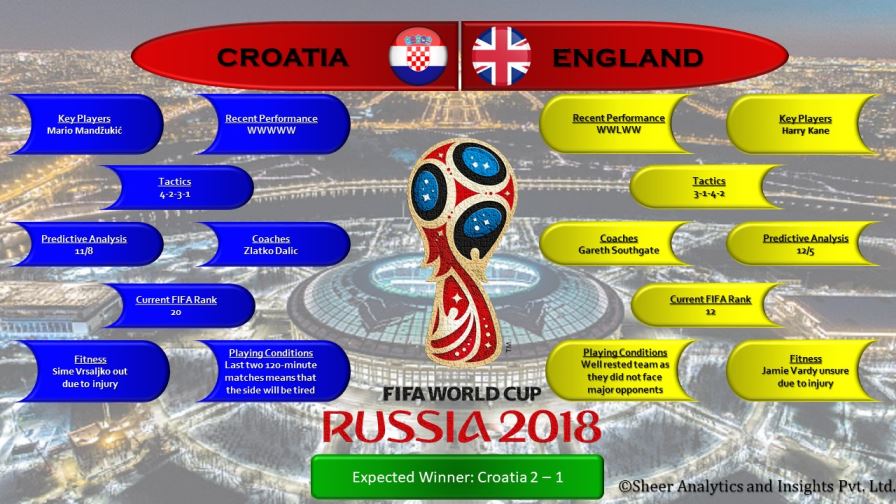 CROATIA
ENGLAND
Key Players
Mario Mandžukić
Recent Performance
WWWWW
Recent Performance
WWLWW
Key Players
Harry Kane
Tactics
4-2-3-1
Tactics
3-1-4-2
Predictive Analysis
11/8
Coaches
Zlatko Dalic
Coaches
Gareth Southgate
Predictive Analysis
12/5
Current FIFA Rank
20
Current FIFA Rank
12
Fitness
Sime Vrsaljko out
due to injury
Playing Conditions
Last two 120-minute
matches means that
the side will be tired
Playing Conditions
Well rested team as
they did not face
major opponents
Fitness
Jamie Vardy unsure
due to injury
TM
FIFA WORLD CUP
RUSSIA 2018
Expected Winner: Croatia 2 – 1
©Sheer Analytics and Insights Pvt. Ltd.